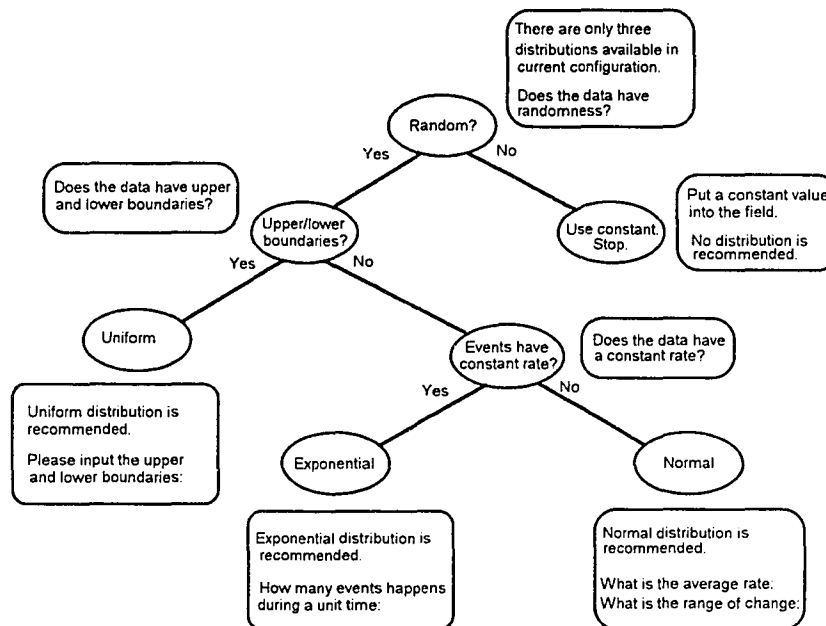 There are only three
distributions available in
current configuration.
Does the data have
randomness?
Random?
Yes
No
Does the data have upper
and lower boundaries?
Upper/lower
boundaries?
Use constant.
Stop.
Put a constant value
into the field.
No distribution is
recommended.
Yes
No
Uniform
Events have
constant rate?
Does the data have
a constant rate?
Yes
No
Uniform distribution is
recommended.
Please input the upper
and lower boundaries:
Exponential
Normal
Exponential distribution is
recommended.
How many events happens
during a unit time:
Normal distribution is
recommended.
What is the average rate:
What is the range of change: